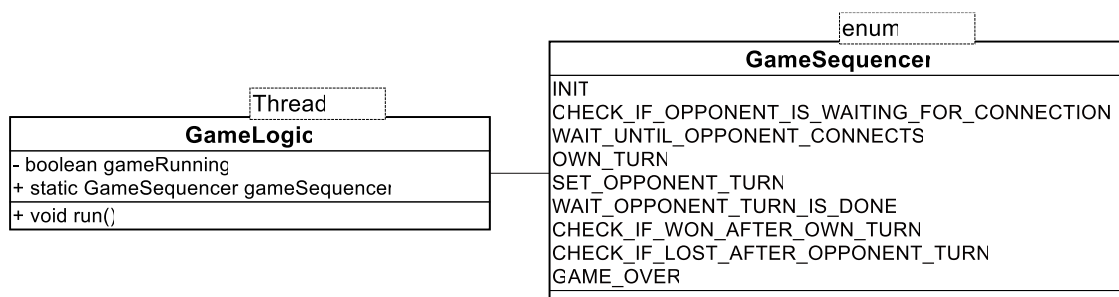 Thread
GameLogic
- boolean gameRunning
+ static GameSequencer gameSequencer
+ void run()
enum
GameSequencer
INIT
CHECK_IF_OPPONENT_IS_WAITING_FOR_CONNECTION
WAIT_UNTIL_OPPONENT_CONNECTS
OWN_TURN
SET_OPPONENT_TURN
WAIT_OPPONENT_TURN_IS_DONE
CHECK_IF_WON_AFTER_OWN_TURN
CHECK_IF_LOST_AFTER_OPPONENT_TURN
GAME_OVER